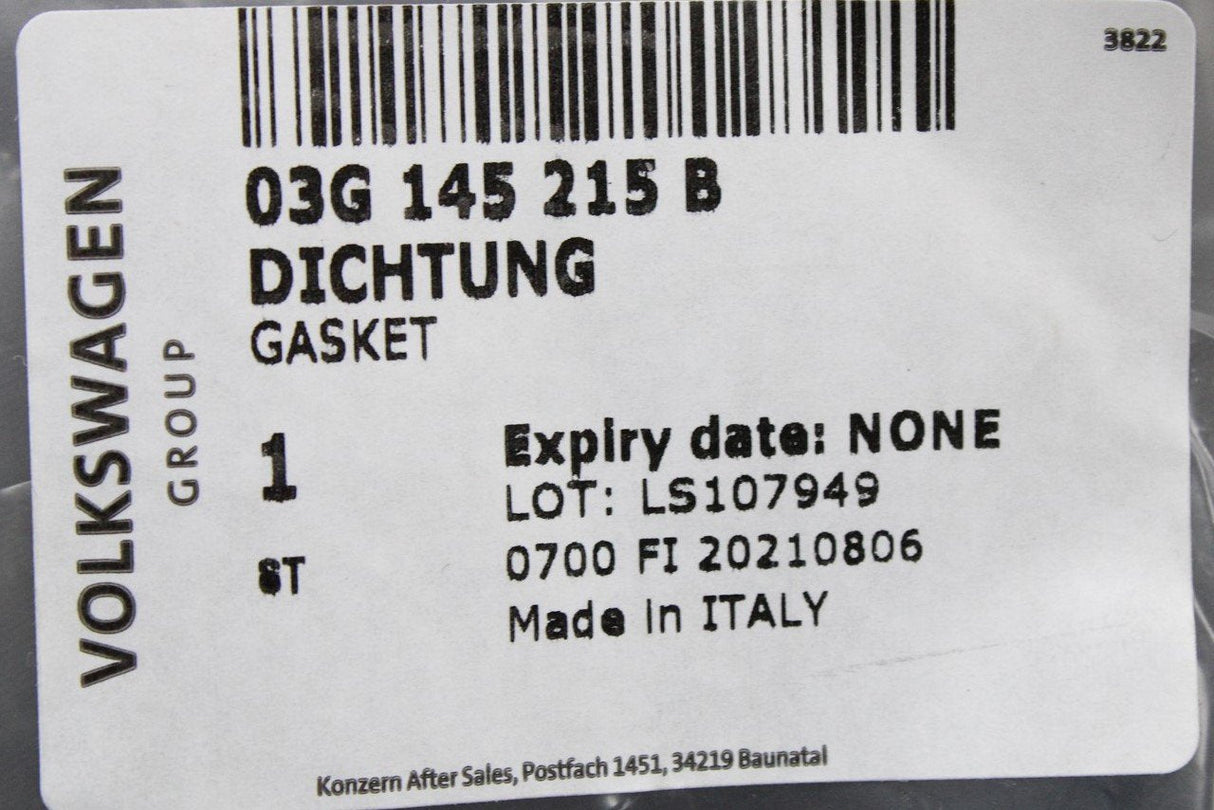 3822
03G 145 215 B
DICHTUNG
GASKET
1
ST
Expiry date: NONE
LOT: LS107949
0700 FI 20210806
Made in ITALY
VOLKSWAGEN
GROUP
Konzern After Sales, Postfach 1451, 34219 Baunatal